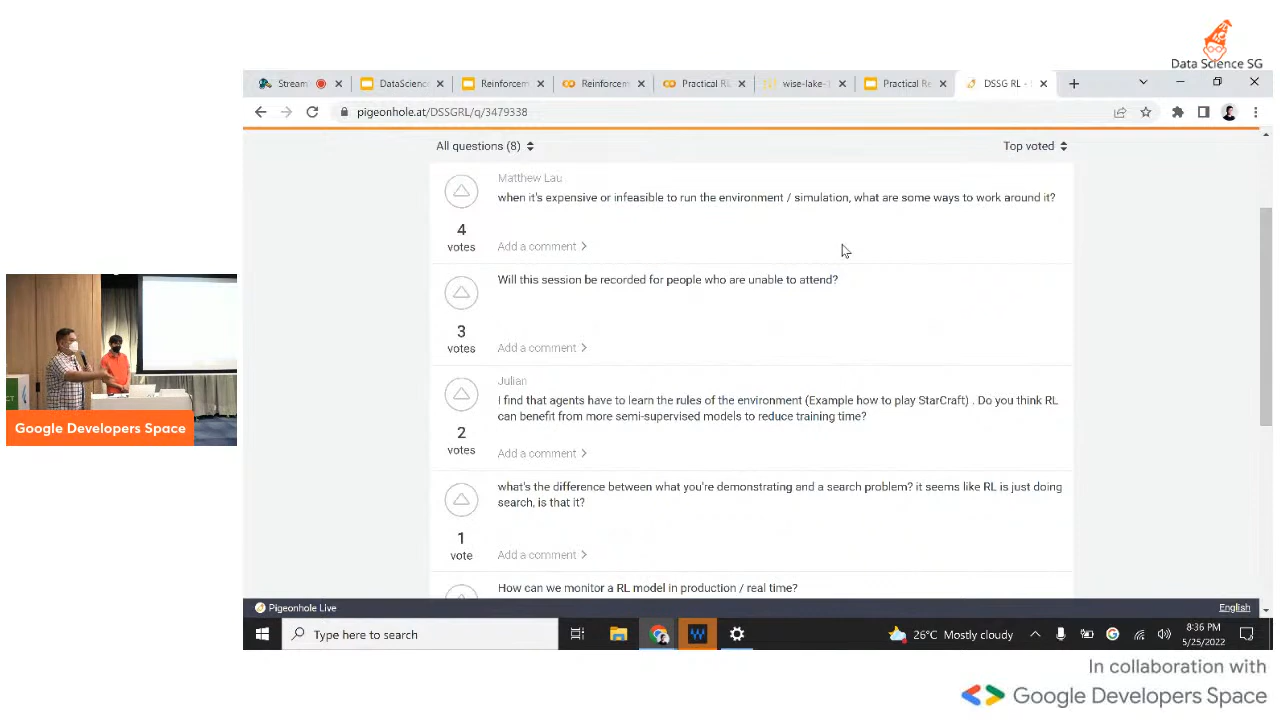 Data Science SG
Stream
DataScience
Reinforcem
Reinforcem
Practical RL
wise-lake-
Practical Re
DSSG RL -
pigeonhole.at/DSSGRL/q/3479338
All questions (8)
Top voted
Matthew Lau
when it's expensive or infeasible to run the environment / simulation, what are some ways to work around it?
4
votes
Add a comment >
Will this session be recorded for people who are unable to attend?
3
votes
Add a comment >
Julian
I find that agents have to learn the rules of the environment (Example how to play StarCraft) . Do you think RL
can benefit from more semi-supervised models to reduce training time?
2
votes
Add a comment >
what's the difference between what you're demonstrating and a search problem? it seems like RL is just doing
search, is that it?
1
vote
Add a comment >
How can we monitor a RL model in production / real time?
Pigeonhole Live
English
Type here to search
26°C Mostly cloudy
8:36 PM
5/25/2022
Google Developers Space
In collaboration with
Google Developers Space